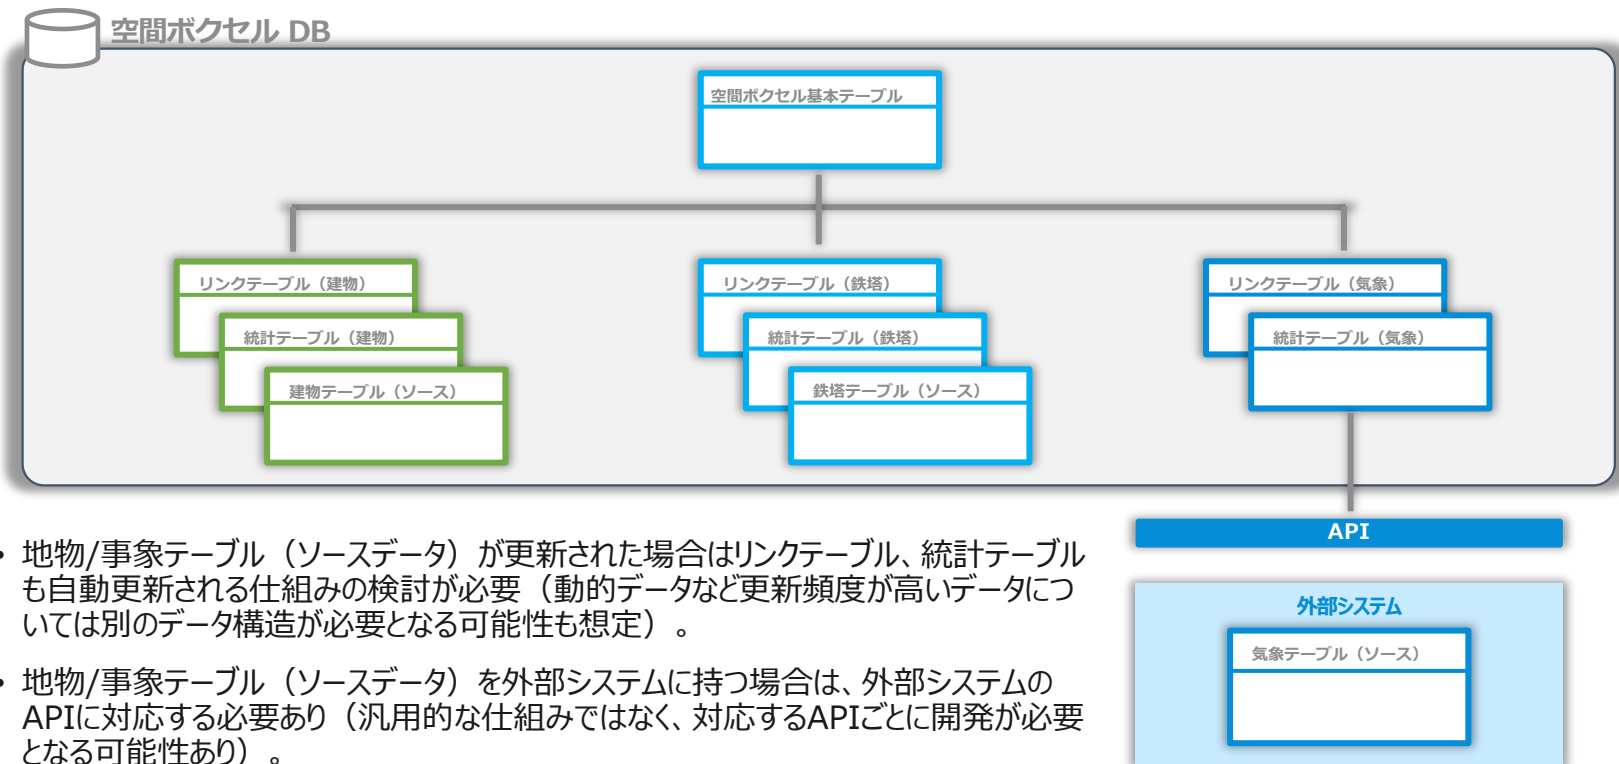 空間ボクセル DB
空間ボクセル基本テーブル
リンクテーブル（建物）
統計テーブル（建物）
建物テーブル（ソース）
リンクテーブル（鉄塔）
統計テーブル（鉄塔）
鉄塔テーブル（ソース）
リンクテーブル（気象）
統計テーブル（気象）
API
外部システム
気象テーブル（ソース）
• 地物/事象テーブル（ソースデータ）が更新された場合はリンクテーブル、統計テーブル
も自動更新される仕組みの検討が必要（動的データなど更新頻度が高いデータにつ
いては別のデータ構造が必要となる可能性も想定）。
• 地物/事象テーブル（ソースデータ）を外部システムに持つ場合は、外部システムの
APIに対応する必要あり（汎用的な仕組みではなく、対応するAPIごとに開発が必要
となる可能性あり）。